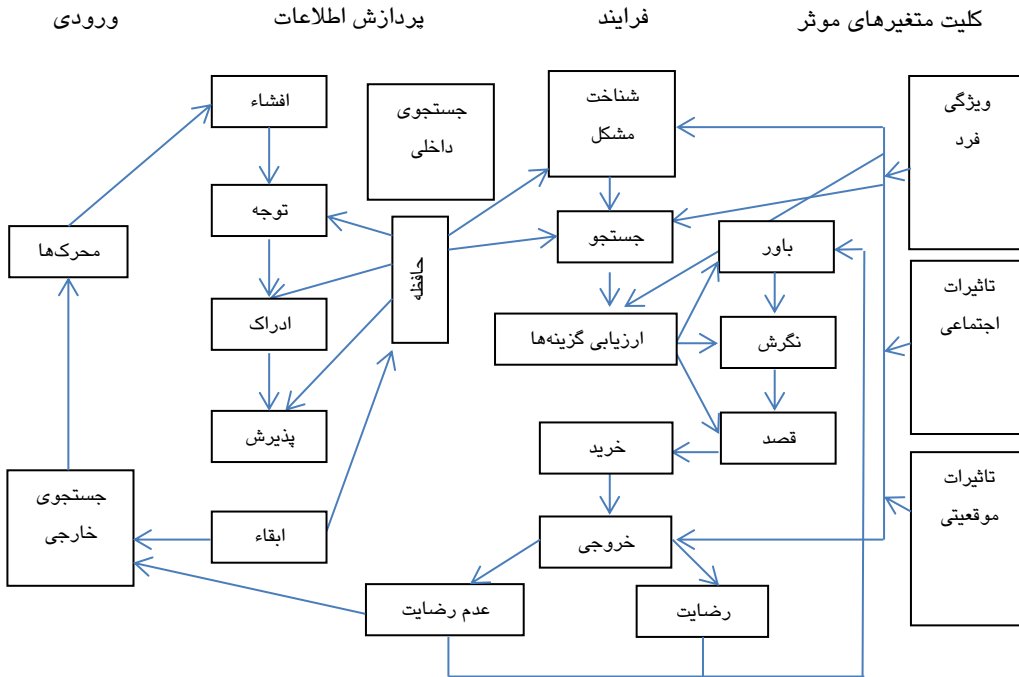 کلیت متغیرهای موثر
فرایند
پردازش اطلاعات
ورودی
ویژگی
فرد
تاثیرات
اجتماعی
تاثیرات
موقعیتی
شناخت
مشکل
جستجو
ارزیابی گزینه‌ها
باور
نگرش
قصد
خرید
خروجی
رضایت
عدم رضایت
جستجوی
داخلی
حافظه
افشاء
توجه
ادراک
پذیرش
ابقاء
محرک‌ها
جستجوی
خارجی